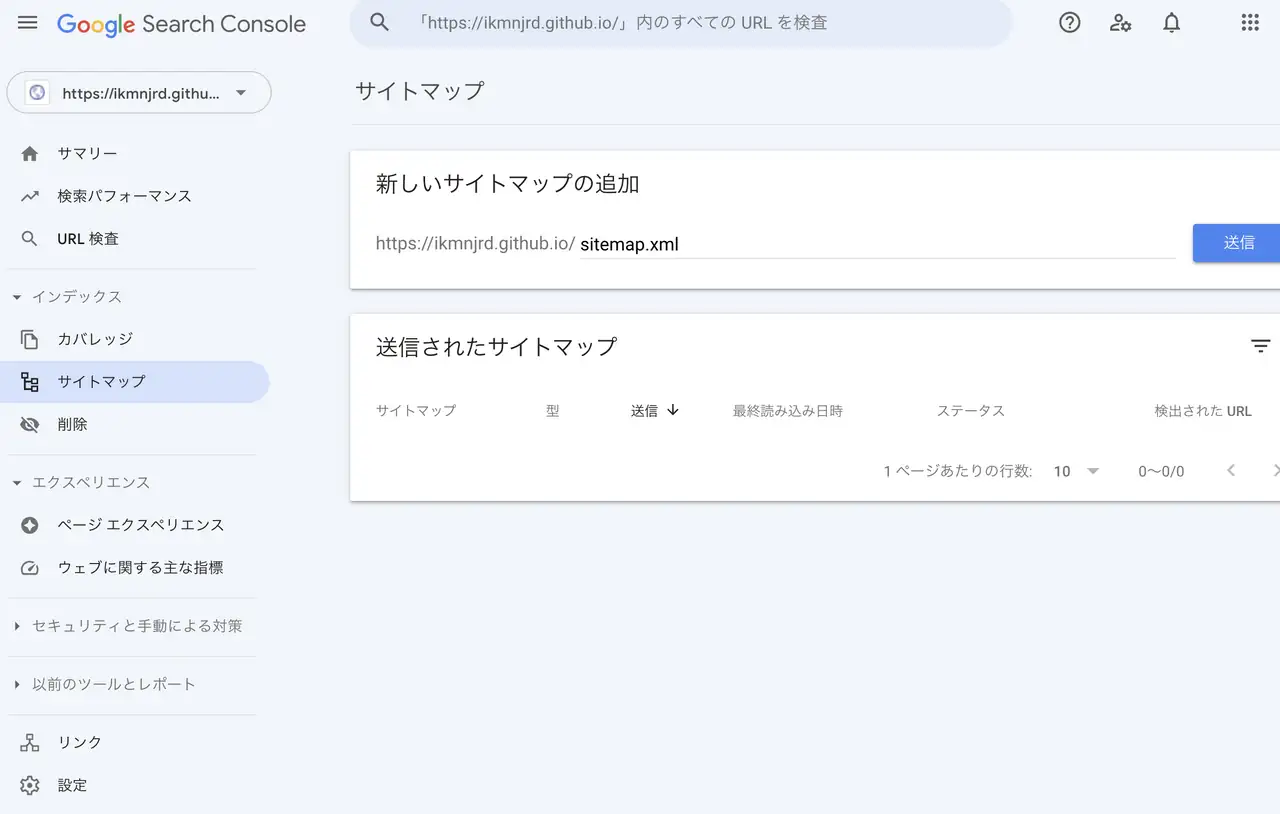 Google Search Console
「https://ikmnjrd.github.io/」内のすべての URL を検査
https://ikmnjrd.githu...
サマリー
検索パフォーマンス
URL 検査
インデックス
カバレッジ
サイトマップ
削除
エクスペリエンス
ページ エクスペリエンス
ウェブに関する主な指標
セキュリティと手動による対策
以前のツールとレポート
リンク
設定
サイトマップ
新しいサイトマップの追加
https://ikmnjrd.github.io/ sitemap.xml
送信
送信されたサイトマップ
サイトマップ 型 送信 最終読み込み日時 ステータス 検出された URL
1 ページあたりの行数: 10 0～0/0